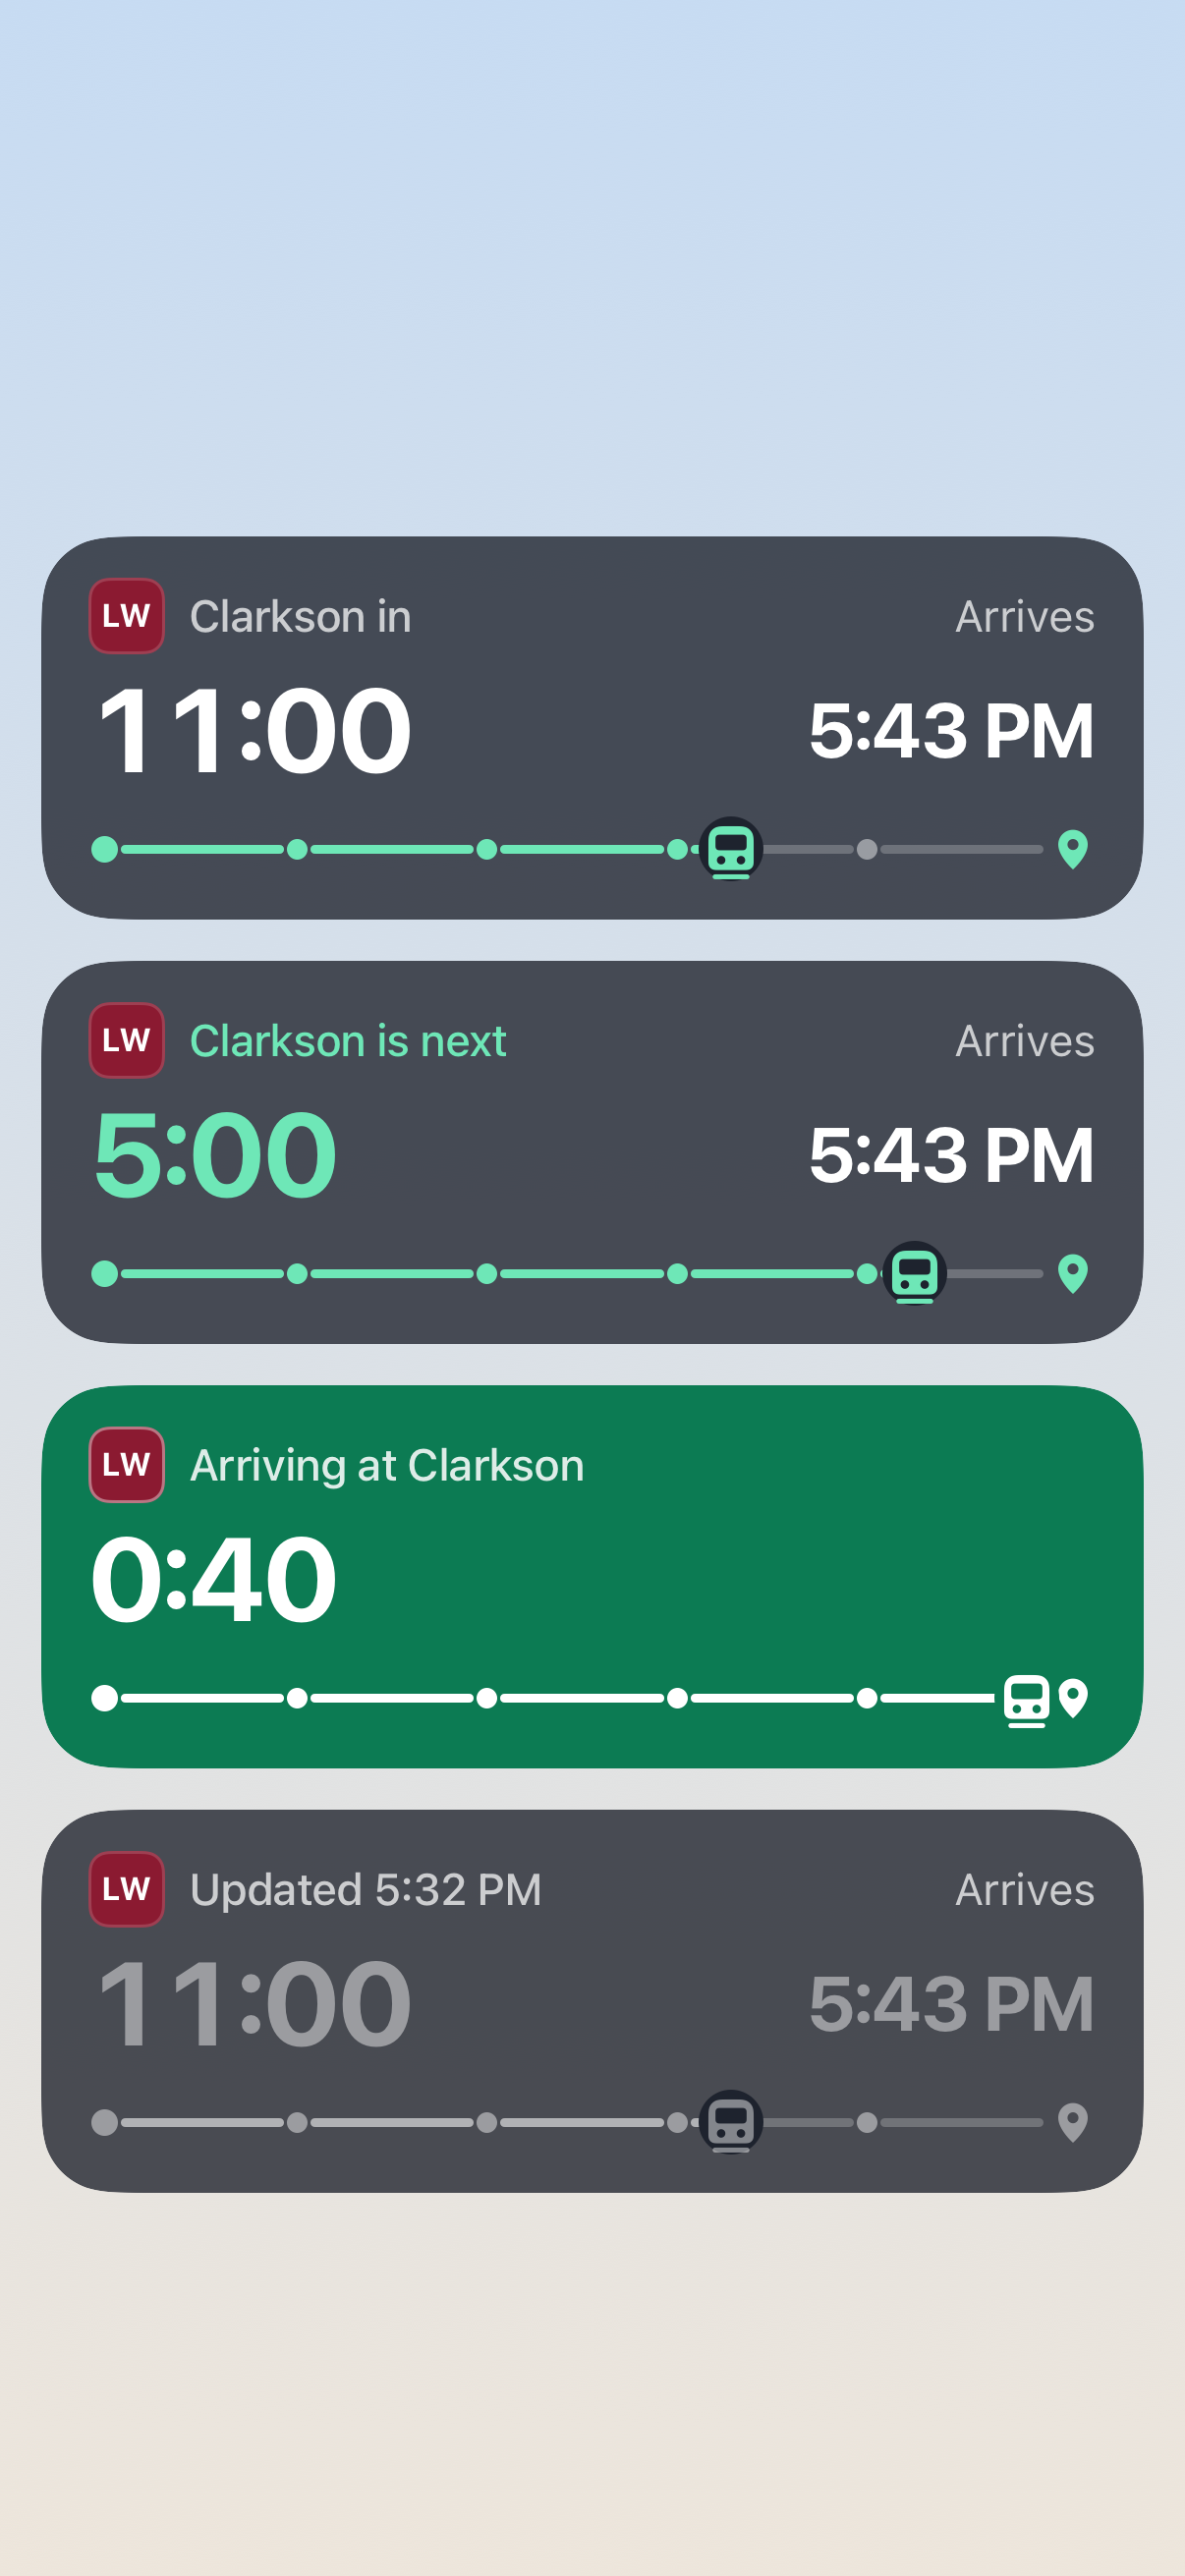 LW Clarkson in Arrives
11:00 5:43 PM
LW Clarkson is next Arrives
5:00 5:43 PM
LW Arriving at Clarkson
0:40
LW Updated 5:32 PM Arrives
11:00 5:43 PM